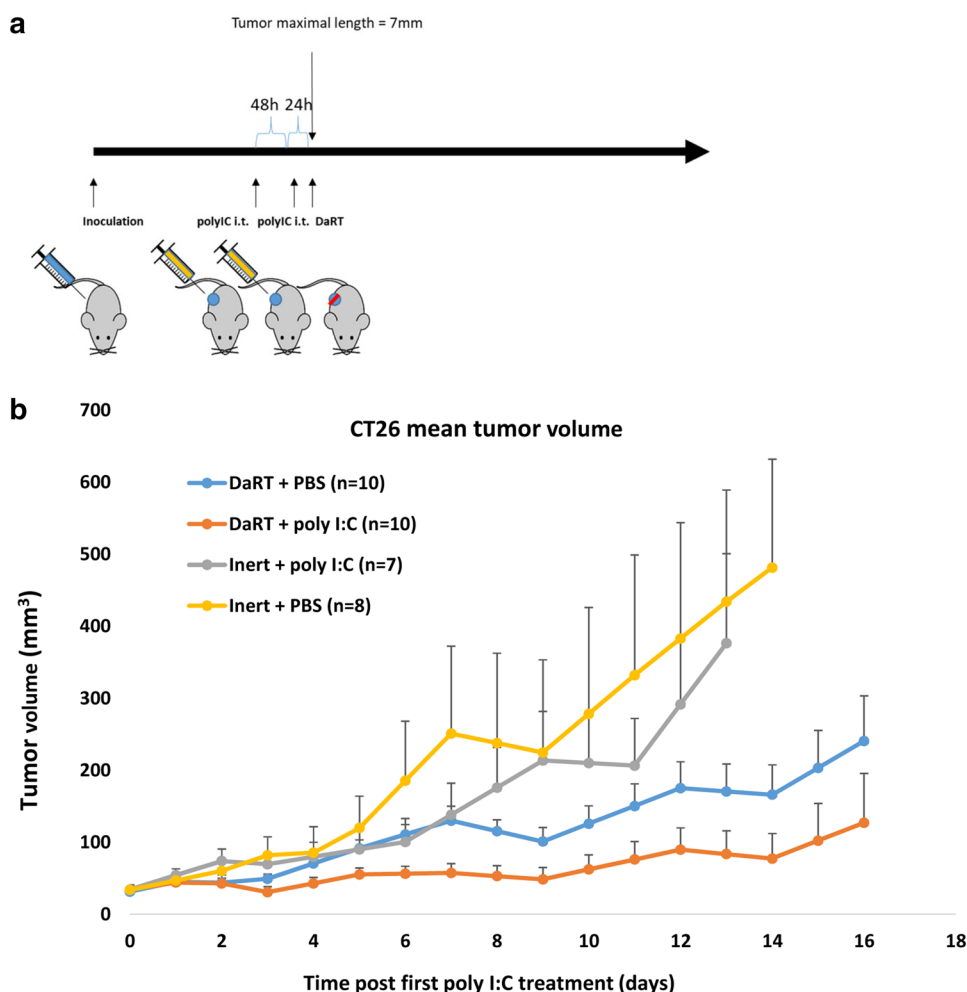 a
Tumor maximal length = 7mm
48h 24h
Inoculation polyIC i.t. polyIC i.t. DaRT
b
CT26 mean tumor volume
DaRT + PBS (n=10)
DaRT + poly I:C (n=10)
Inert + poly I:C (n=7)
Inert + PBS (n=8)
Tumor volume (mm³)
700
600
500
400
300
200
100
0
0 2 4 6 8 10 12 14 16 18
Time post first poly I:C treatment (days)